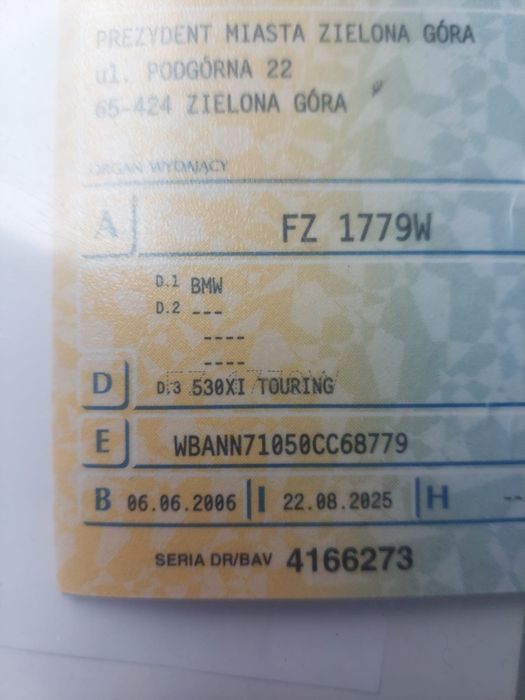 PREZYDENT MIASTA ZIELONA GÓRA
ul. PODGÓRNA 22
65-424 ZIELONA GÓRA
ORGAN WYDAJĄCY
A FZ 1779W
D.1 BMW
D.2 ---
----
----
D D.3 530XI TOURING
E WBANN71050CC68779
B 06.06.2006 I 22.08.2025 H --
SERIA DR/BAV 4166273